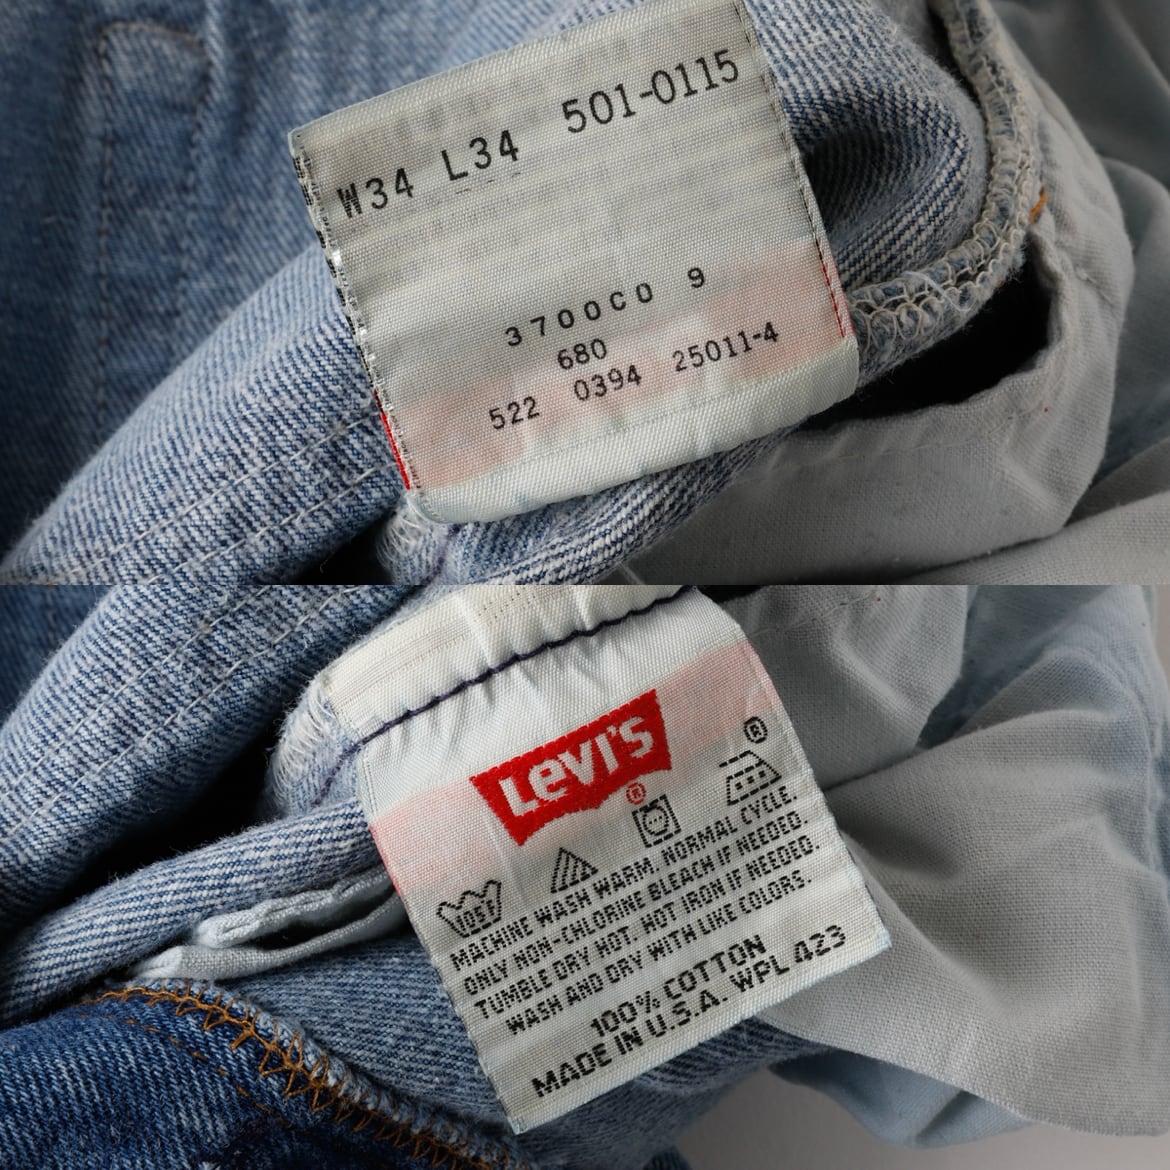 W34 L34 501-0115
3700C0 9
680
522 0394 25011-4
Levi's
®
®
105F
MACHINE WASH WARM. NORMAL CYCLE.
ONLY NON-CHLORINE BLEACH IF NEEDED.
TUMBLE DRY HOT. HOT IRON IF NEEDED.
WASH AND DRY WITH LIKE COLORS.
100% COTTON
MADE IN U.S.A. WPL 423